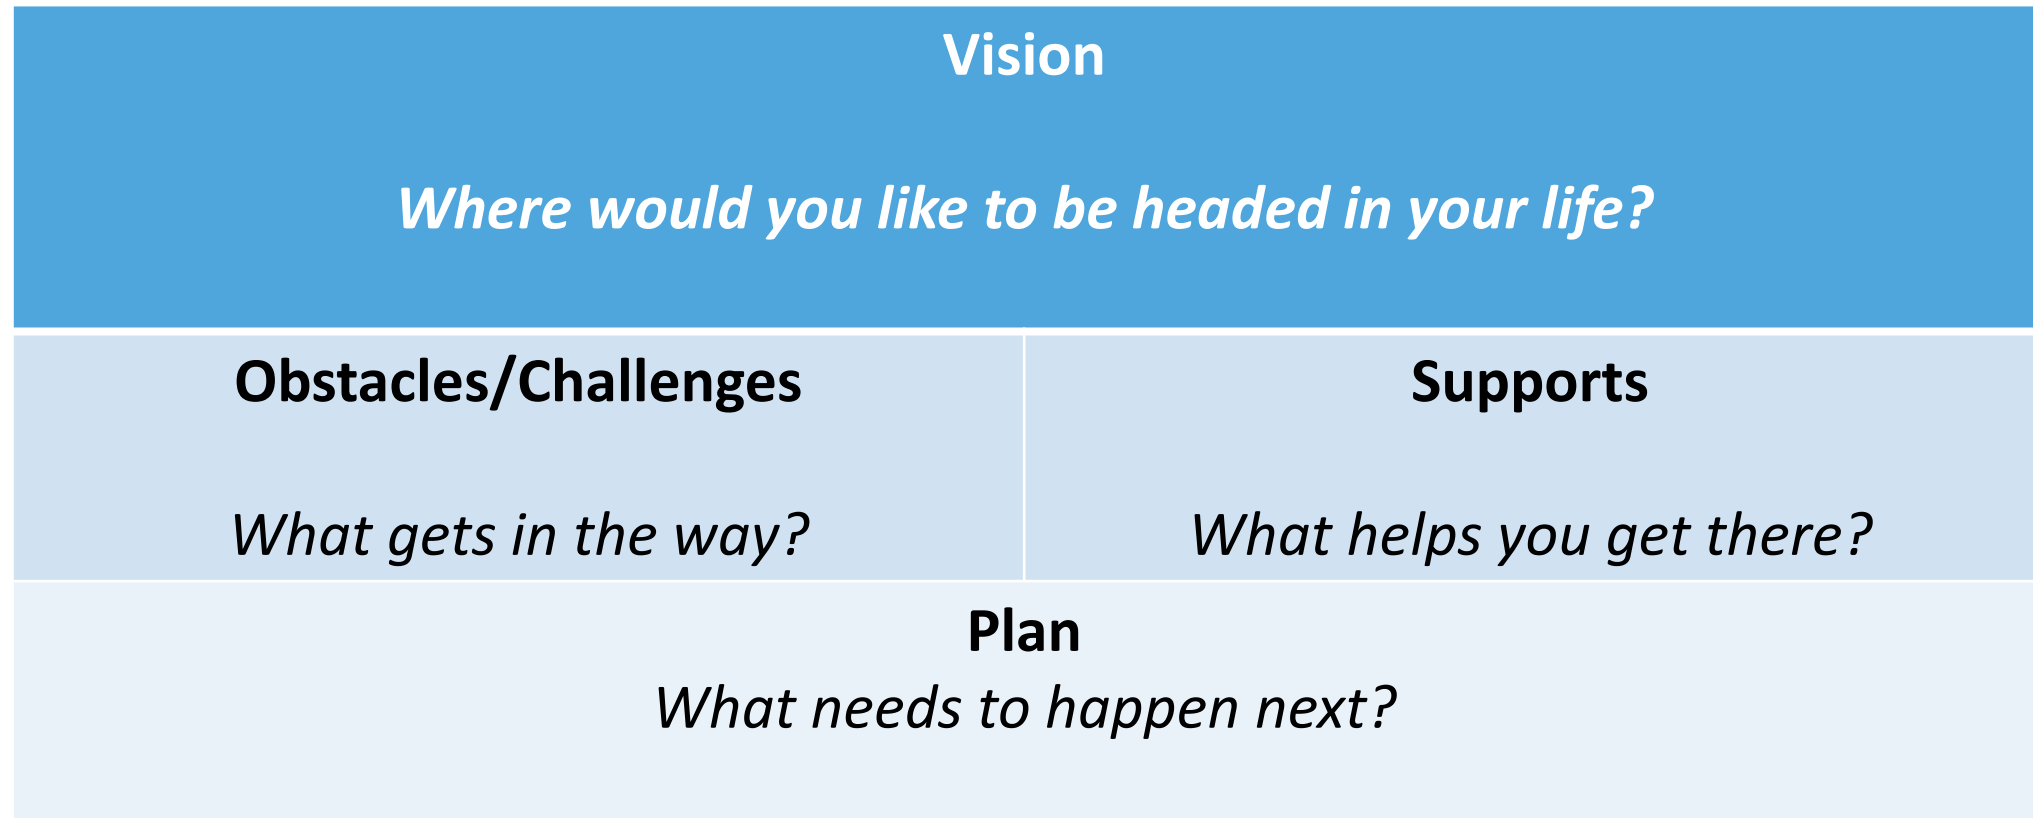 Vision
Where would you like to be headed in your life?
Obstacles/Challenges
What gets in the way?
Supports
What helps you get there?
Plan
What needs to happen next?